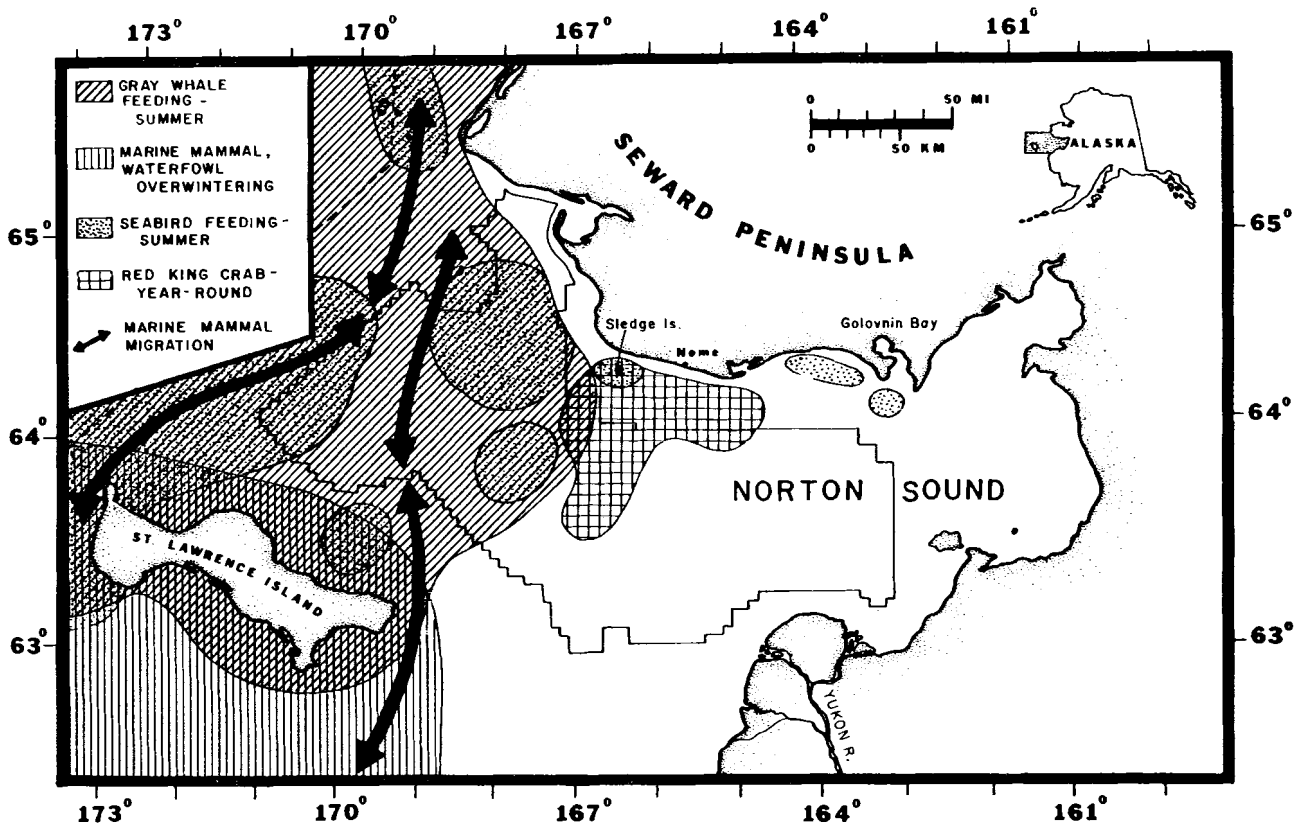 173° 170° 167° 164° 161°
GRAY WHALE
FEEDING -
SUMMER
MARINE MAMMAL,
WATERFOWL
OVERWINTERING
SEABIRD FEEDING-
SUMMER
RED KING CRAB-
YEAR-ROUND
MARINE MAMMAL
MIGRATION
0 50 MI
0 50 KM
ALASKA
SEWARD PENINSULA
65° 65°
Sledge Is.
Nome
Golovnin Bay
64° 64°
NORTON SOUND
ST. LAWRENCE ISLAND
63° 63°
YUKON R.
173° 170° 167° 164° 161°